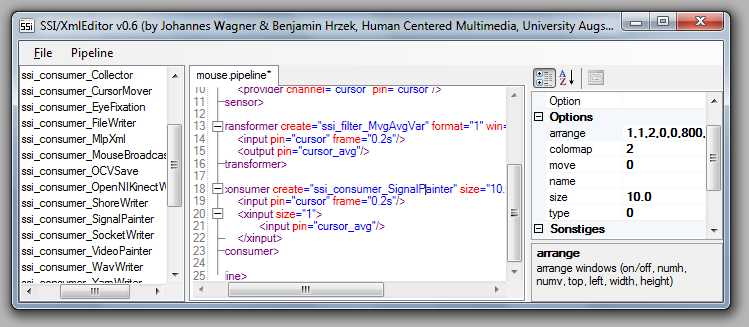 SSI/XmlEditor v0.6 (by Johannes Wagner & Benjamin Hrzek, Human Centered Multimedia, University Augs...
File Pipeline
ssi_consumer_Collector
ssi_consumer_CursorMover
ssi_consumer_EyeFixation
ssi_consumer_FileWriter
ssi_consumer_MlpXml
ssi_consumer_MouseBroadcas
ssi_consumer_OCVSave
ssi_consumer_OpenNIKinectW
ssi_consumer_ShoreWriter
ssi_consumer_SignalPainter
ssi_consumer_SocketWriter
ssi_consumer_VideoPainter
ssi_consumer_WavWriter
ssi_consumer_YarpWriter
mouse.pipeline*
10 <provider channel="cursor" pin="cursor"/>
11 sensor>
12
13 ransformer create="ssi_filter_MvgAvgVar" format="1" win=
14 <input pin="cursor" frame="0.2s"/>
15 <output pin="cursor_avg"/>
16 transformer>
17
18 consumer create="ssi_consumer_SignalPainter" size="10.
19 <input pin="cursor" frame="0.2s"/>
20 <xinput size="1">
21 <input pin="cursor_avg"/>
22 </xinput>
23 consumer>
24
25 line>
Option
Options
arrange 1,1,2,0,0,800,
colormap 2
move 0
name
size 10.0
type 0
Sonstiges
arrange
arrange windows (on/off, numh,
numv, top, left, width, height)